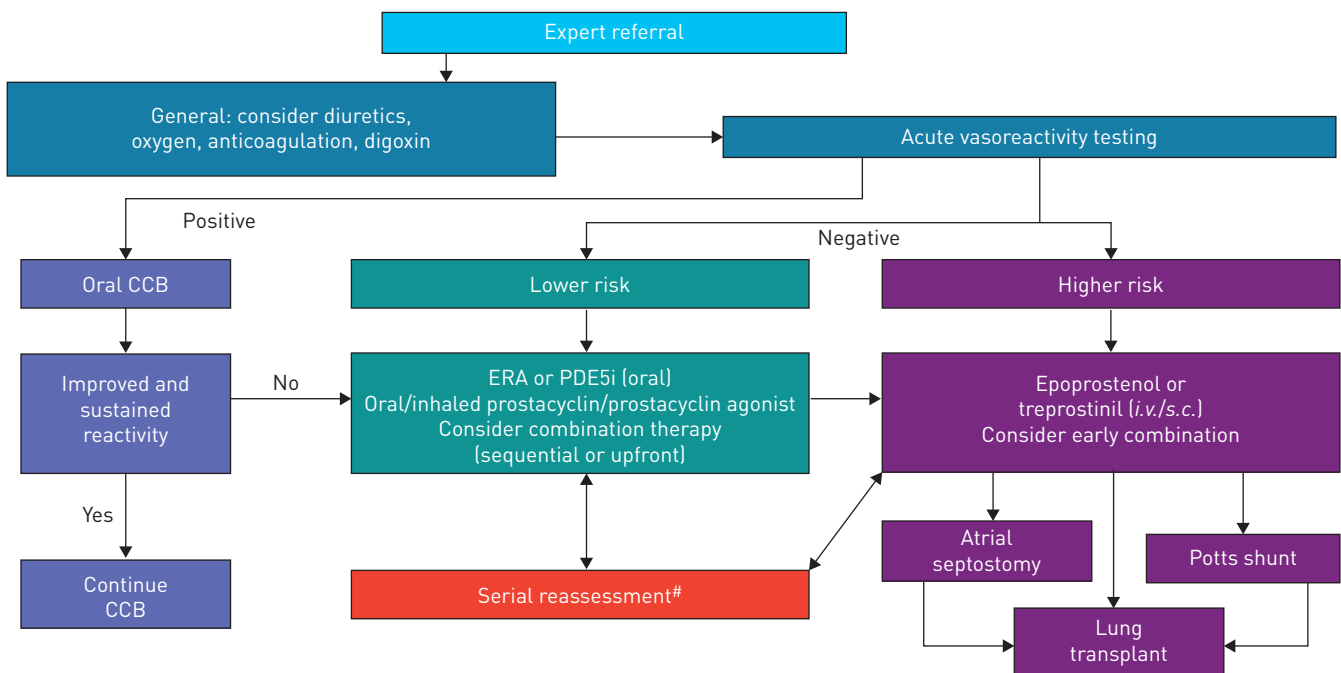 Expert referral
General: consider diuretics,
oxygen, anticoagulation, digoxin
Acute vasoreactivity testing
Positive
Negative
Oral CCB
Lower risk
Higher risk
Improved and
sustained
reactivity
No
ERA or PDE5i (oral)
Oral/inhaled prostacyclin/prostacyclin agonist
Consider combination therapy
(sequential or upfront)
Epoprostenol or
treprostinil (i.v./s.c.)
Consider early combination
Yes
Atrial
septostomy
Potts shunt
Continue
CCB
Serial reassessment#
Lung
transplant